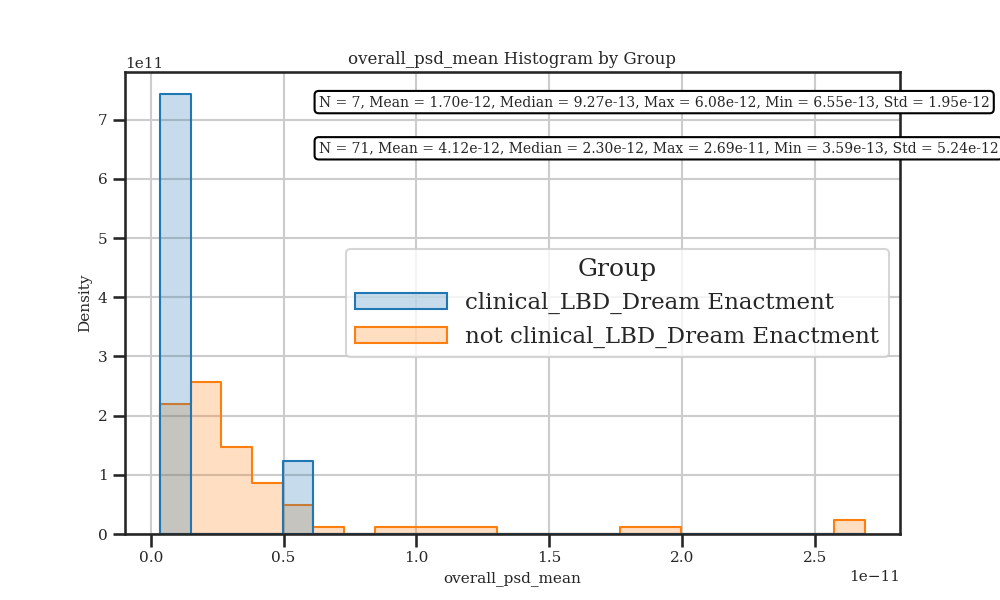 overall_psd_mean Histogram by Group
1e11
N = 7, Mean = 1.70e-12, Median = 9.27e-13, Max = 6.08e-12, Min = 6.55e-13, Std = 1.95e-12
N = 71, Mean = 4.12e-12, Median = 2.30e-12, Max = 2.69e-11, Min = 3.59e-13, Std = 5.24e-12
7
6
5
4
3
2
1
0
Density
Group
clinical_LBD_Dream Enactment
not clinical_LBD_Dream Enactment
0.0 0.5 1.0 1.5 2.0 2.5
overall_psd_mean
1e−11